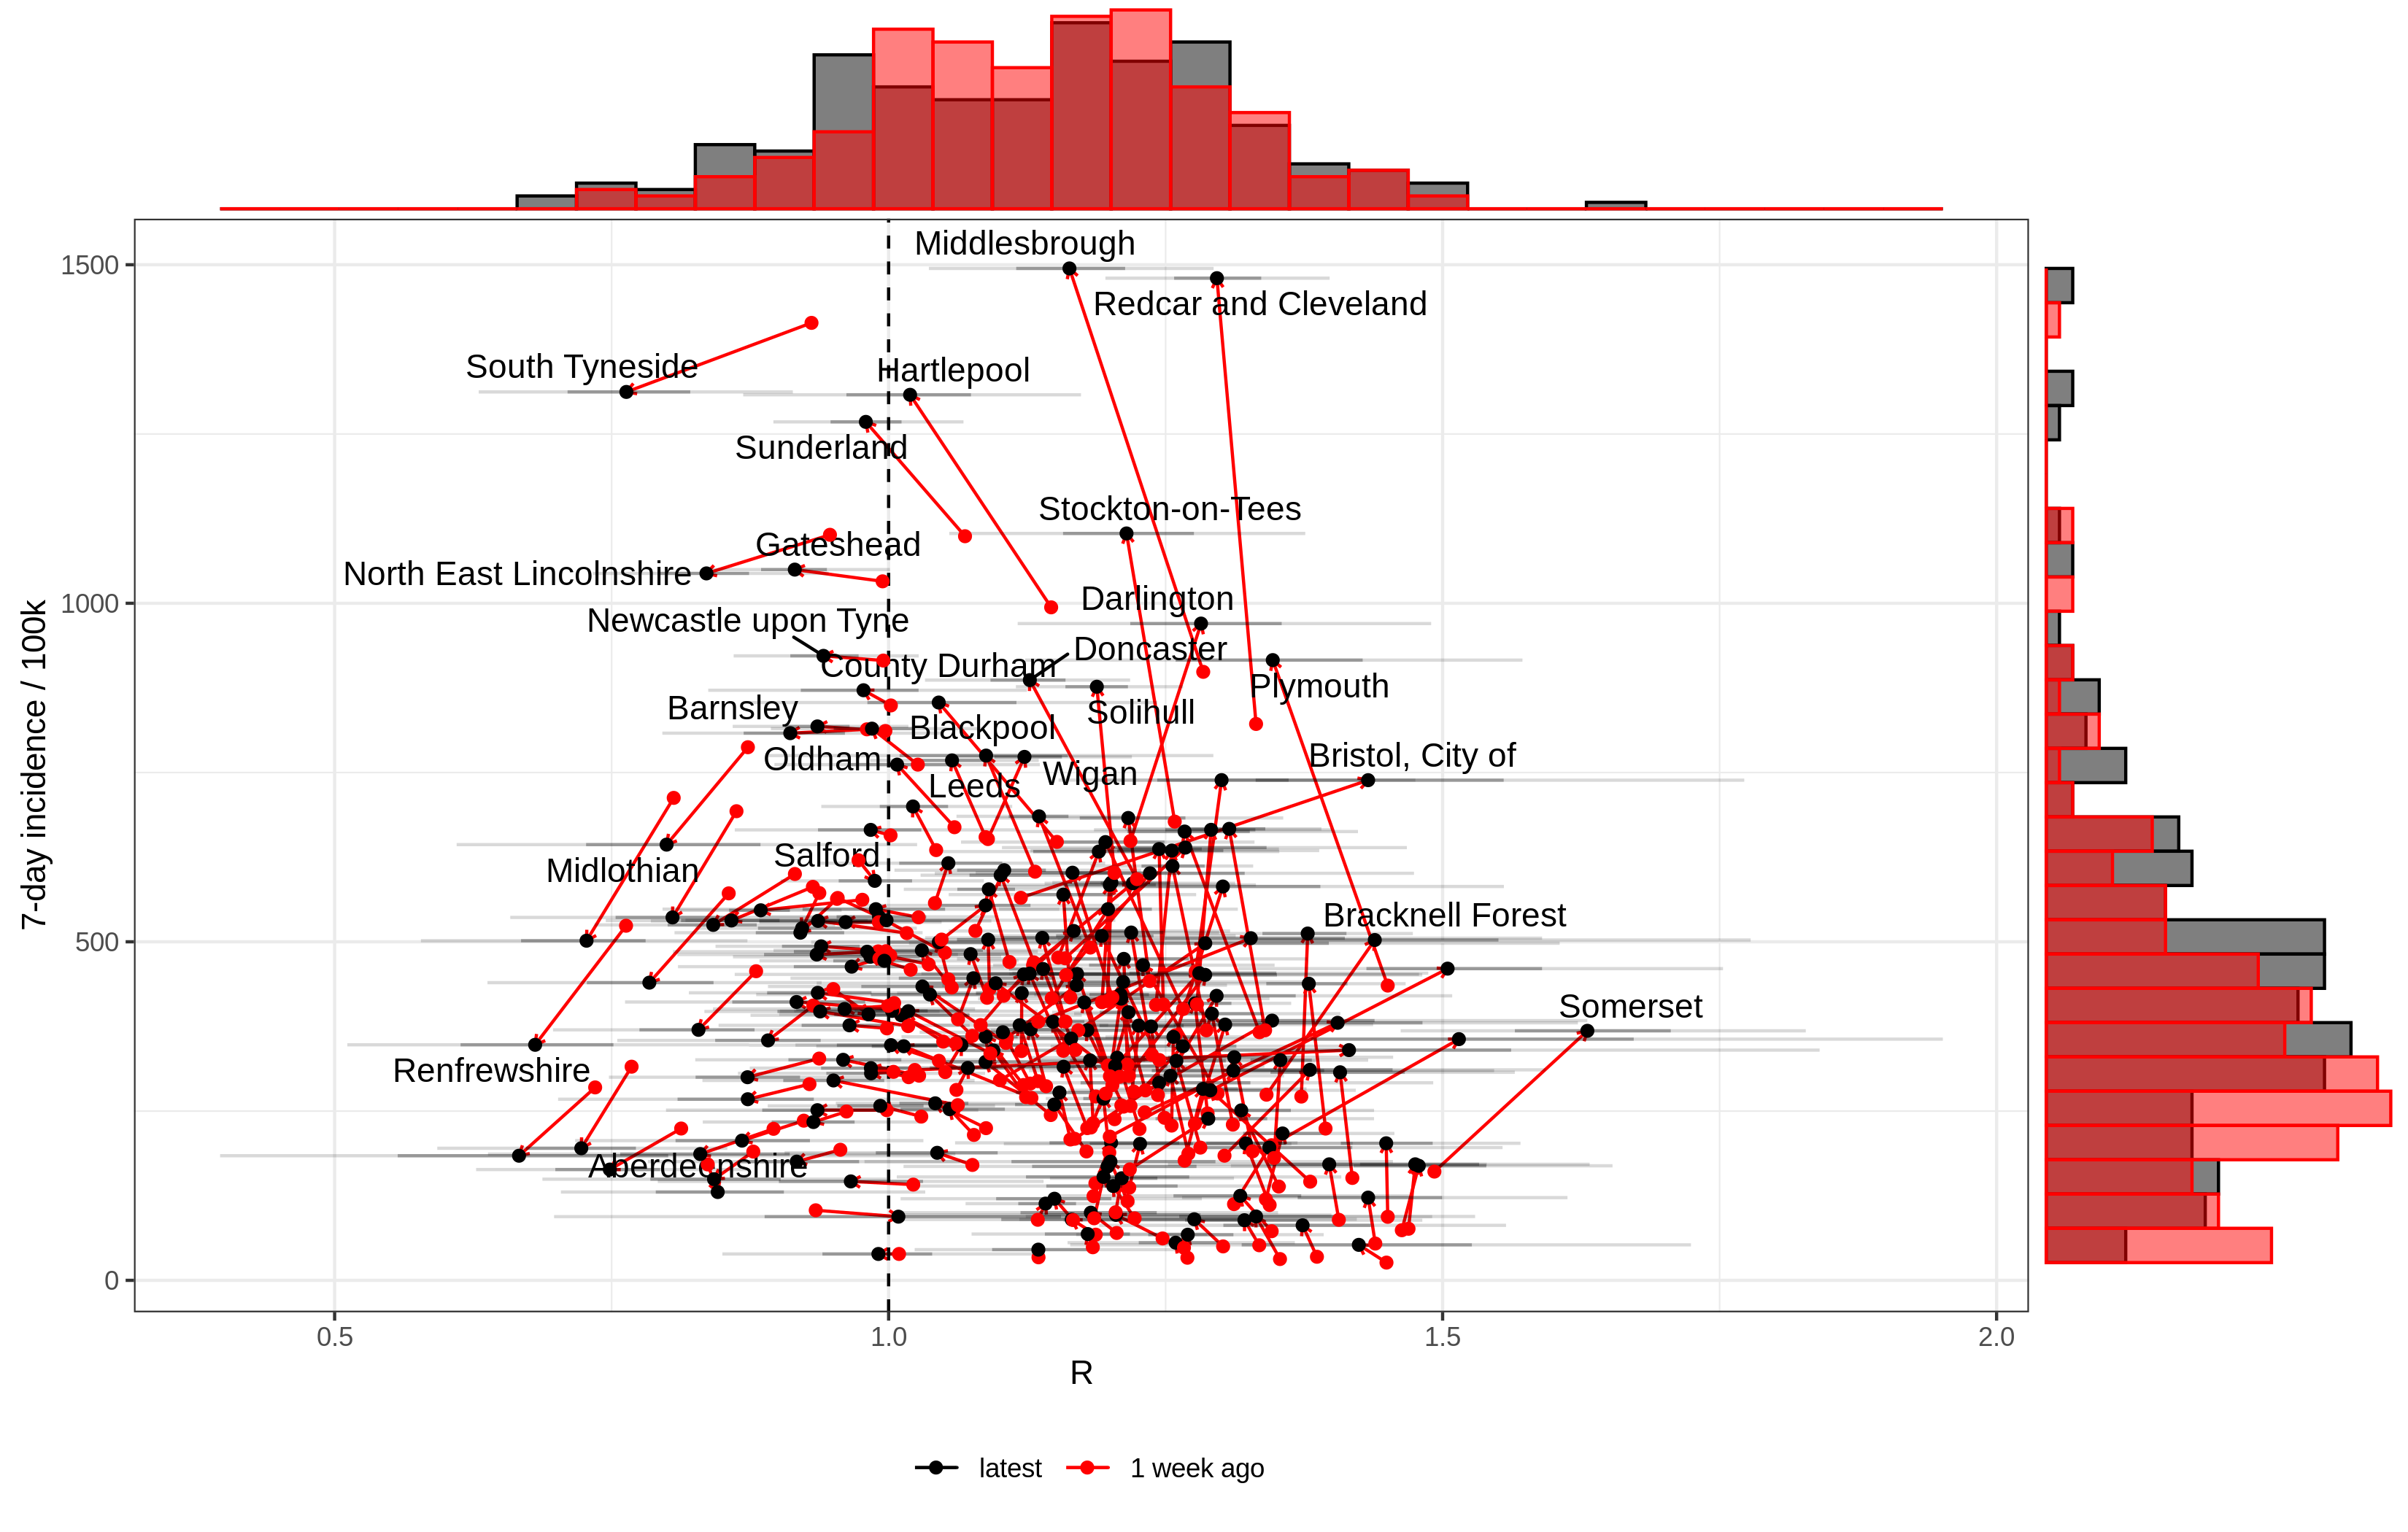 Middlesbrough
1500
Redcar and Cleveland
South Tyneside
Hartlepool
Sunderland
Stockton-on-Tees
Gateshead
North East Lincolnshire
1000
Darlington
Newcastle upon Tyne
Doncaster
County Durham
Plymouth
Barnsley
Solihull
Blackpool
Oldham
Bristol, City of
Wigan
Leeds
7-day incidence / 100k
Salford
Midlothian
Bracknell Forest
500
Somerset
Renfrewshire
Aberdeenshire
0
0.5
1.0
1.5
2.0
R
latest
1 week ago